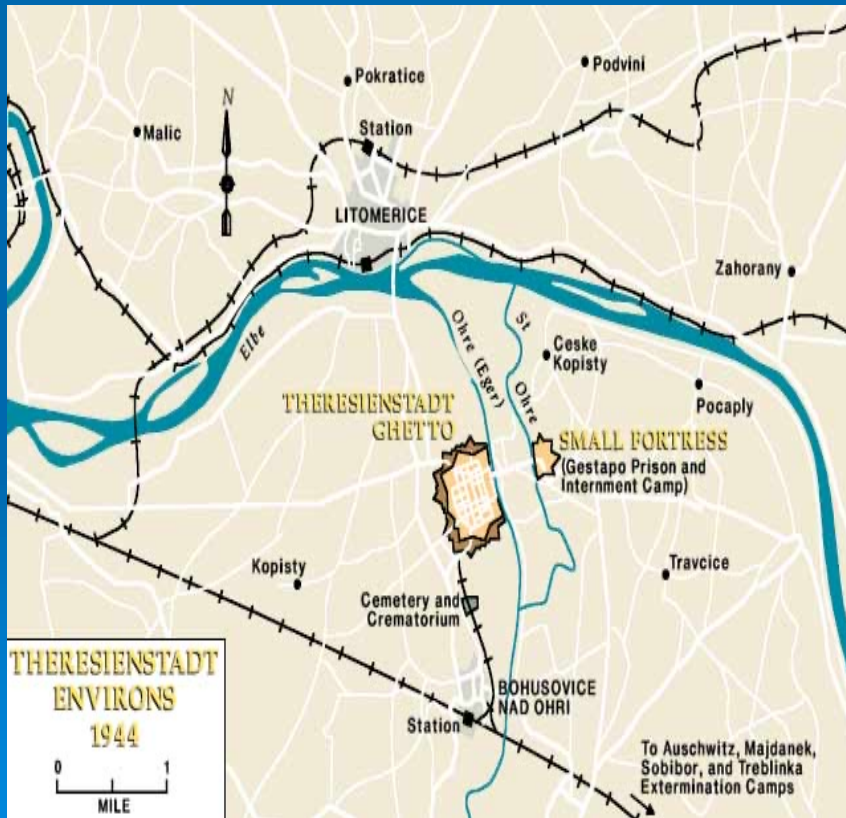 Podvini
Pokratice
N
Station
Malic
LITOMERICE
Zahorany
Elbe
Ohre (Eger)
St
Ohre
Ceske
Kopisty
Pocaply
THERESIENSTADT
GHETTO
SMALL FORTRESS
(Gestapo Prison and
Internment Camp)
Kopisty
Travcice
Cemetery and
Crematorium
BOHUSOVICE
NAD OHRI
Station
THERESIENSTADT
ENVIRONS
1944
0 1
MILE
To Auschwitz, Majdanek,
Sobibor, and Treblinka
Extermination Camps